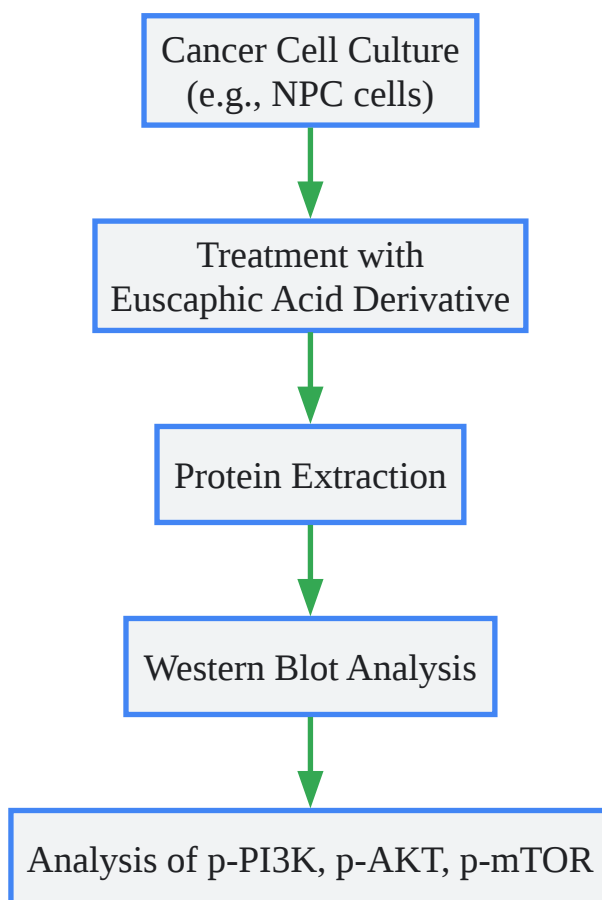 Cancer Cell Culture
(e.g., NPC cells)
Treatment with
Euscaphic Acid Derivative
Protein Extraction
Western Blot Analysis
Analysis of p-PI3K, p-AKT, p-mTOR